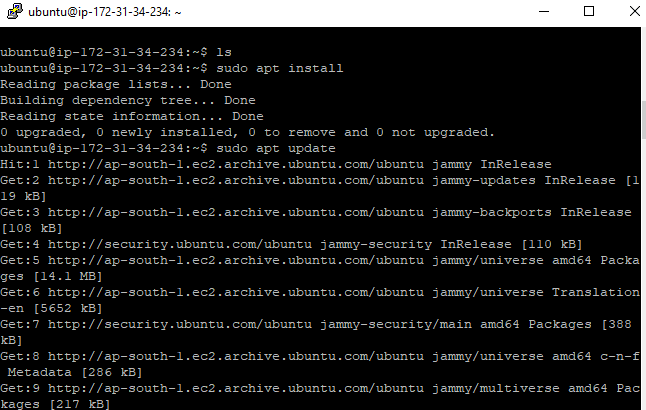 ubuntu@ip-172-31-34-234: ~
ubuntu@ip-172-31-34-234:~$ ls
ubuntu@ip-172-31-34-234:~$ sudo apt install
Reading package lists... Done
Building dependency tree... Done
Reading state information... Done
0 upgraded, 0 newly installed, 0 to remove and 0 not upgraded.
ubuntu@ip-172-31-34-234:~$ sudo apt update
Hit:1 http://ap-south-1.ec2.archive.ubuntu.com/ubuntu jammy InRelease
Get:2 http://ap-south-1.ec2.archive.ubuntu.com/ubuntu jammy-updates InRelease [1
19 kB]
Get:3 http://ap-south-1.ec2.archive.ubuntu.com/ubuntu jammy-backports InRelease
[108 kB]
Get:4 http://security.ubuntu.com/ubuntu jammy-security InRelease [110 kB]
Get:5 http://ap-south-1.ec2.archive.ubuntu.com/ubuntu jammy/universe amd64 Packa
ges [14.1 MB]
Get:6 http://ap-south-1.ec2.archive.ubuntu.com/ubuntu jammy/universe Translation
-en [5652 kB]
Get:7 http://security.ubuntu.com/ubuntu jammy-security/main amd64 Packages [388
kB]
Get:8 http://ap-south-1.ec2.archive.ubuntu.com/ubuntu jammy/universe amd64 c-n-f
 Metadata [286 kB]
Get:9 http://ap-south-1.ec2.archive.ubuntu.com/ubuntu jammy/multiverse amd64 Pac
kages [217 kB]